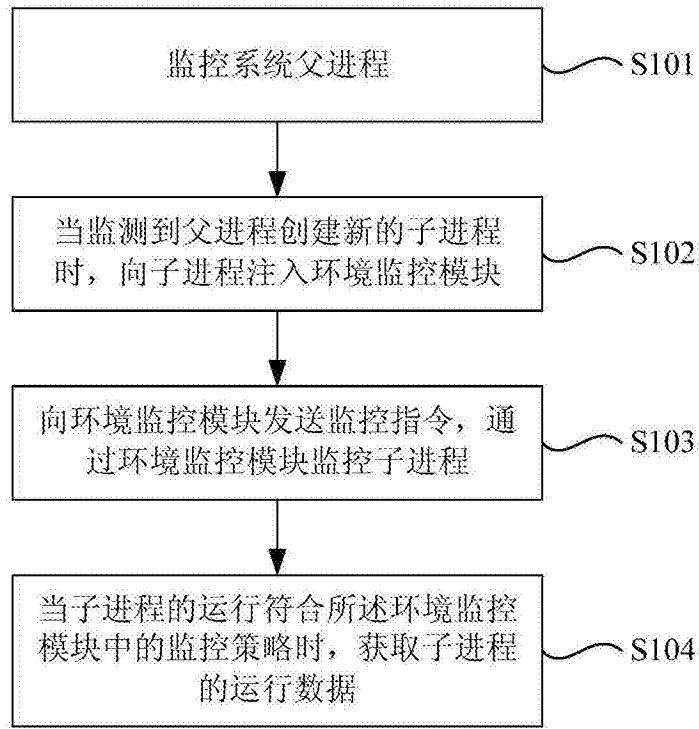 监控系统父进程
S101
当监测到父进程创建新的子进程
时，向子进程注入环境监控模块
S102
向环境监控模块发送监控指令，通
过环境监控模块监控子进程
S103
当子进程的运行符合所述环境监控
模块中的监控策略时，获取子进程
的运行数据
S104